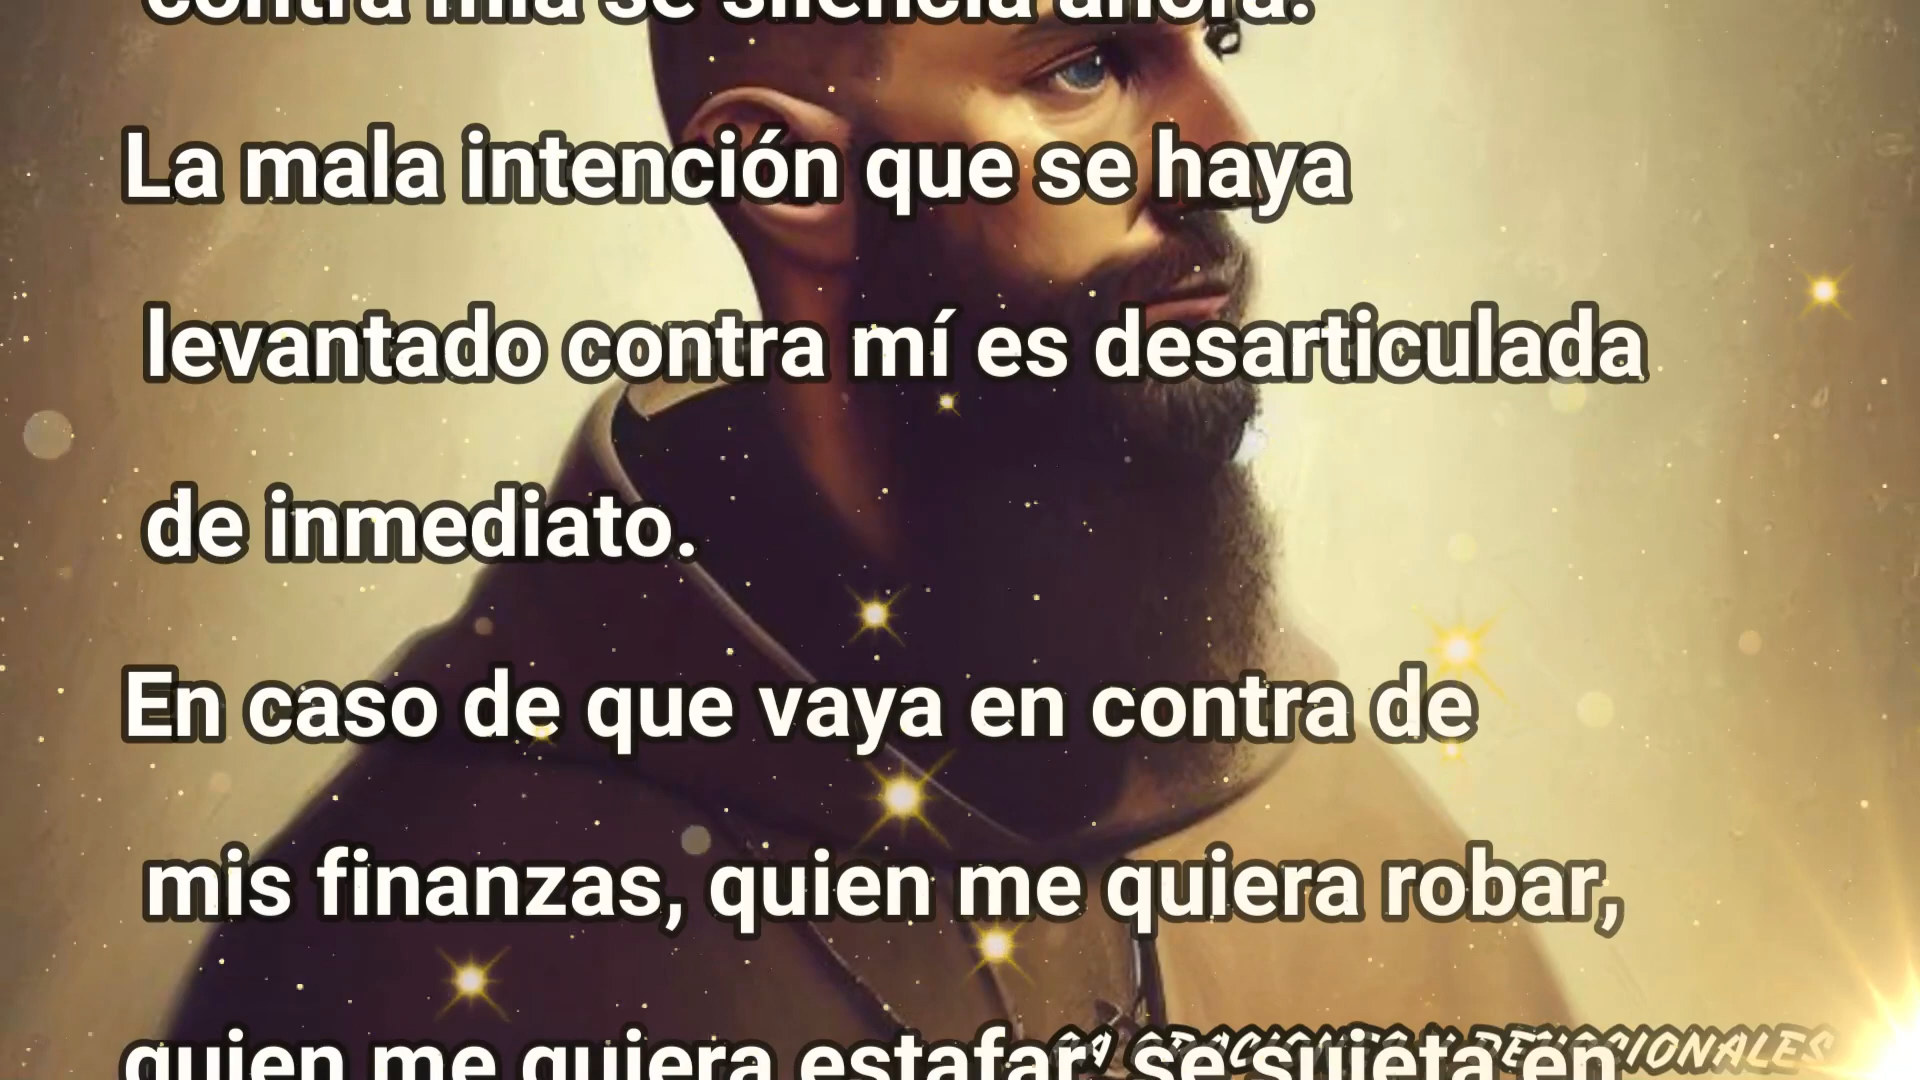 contra mía se silencia ahora.
La mala intención que se haya
levantado contra mí es desarticulada
de inmediato.
En caso de que vaya en contra de
mis finanzas, quien me quiera robar,
quien me quiera estafar, se sujeta en
ORACIONES Y DEVOCIONALES